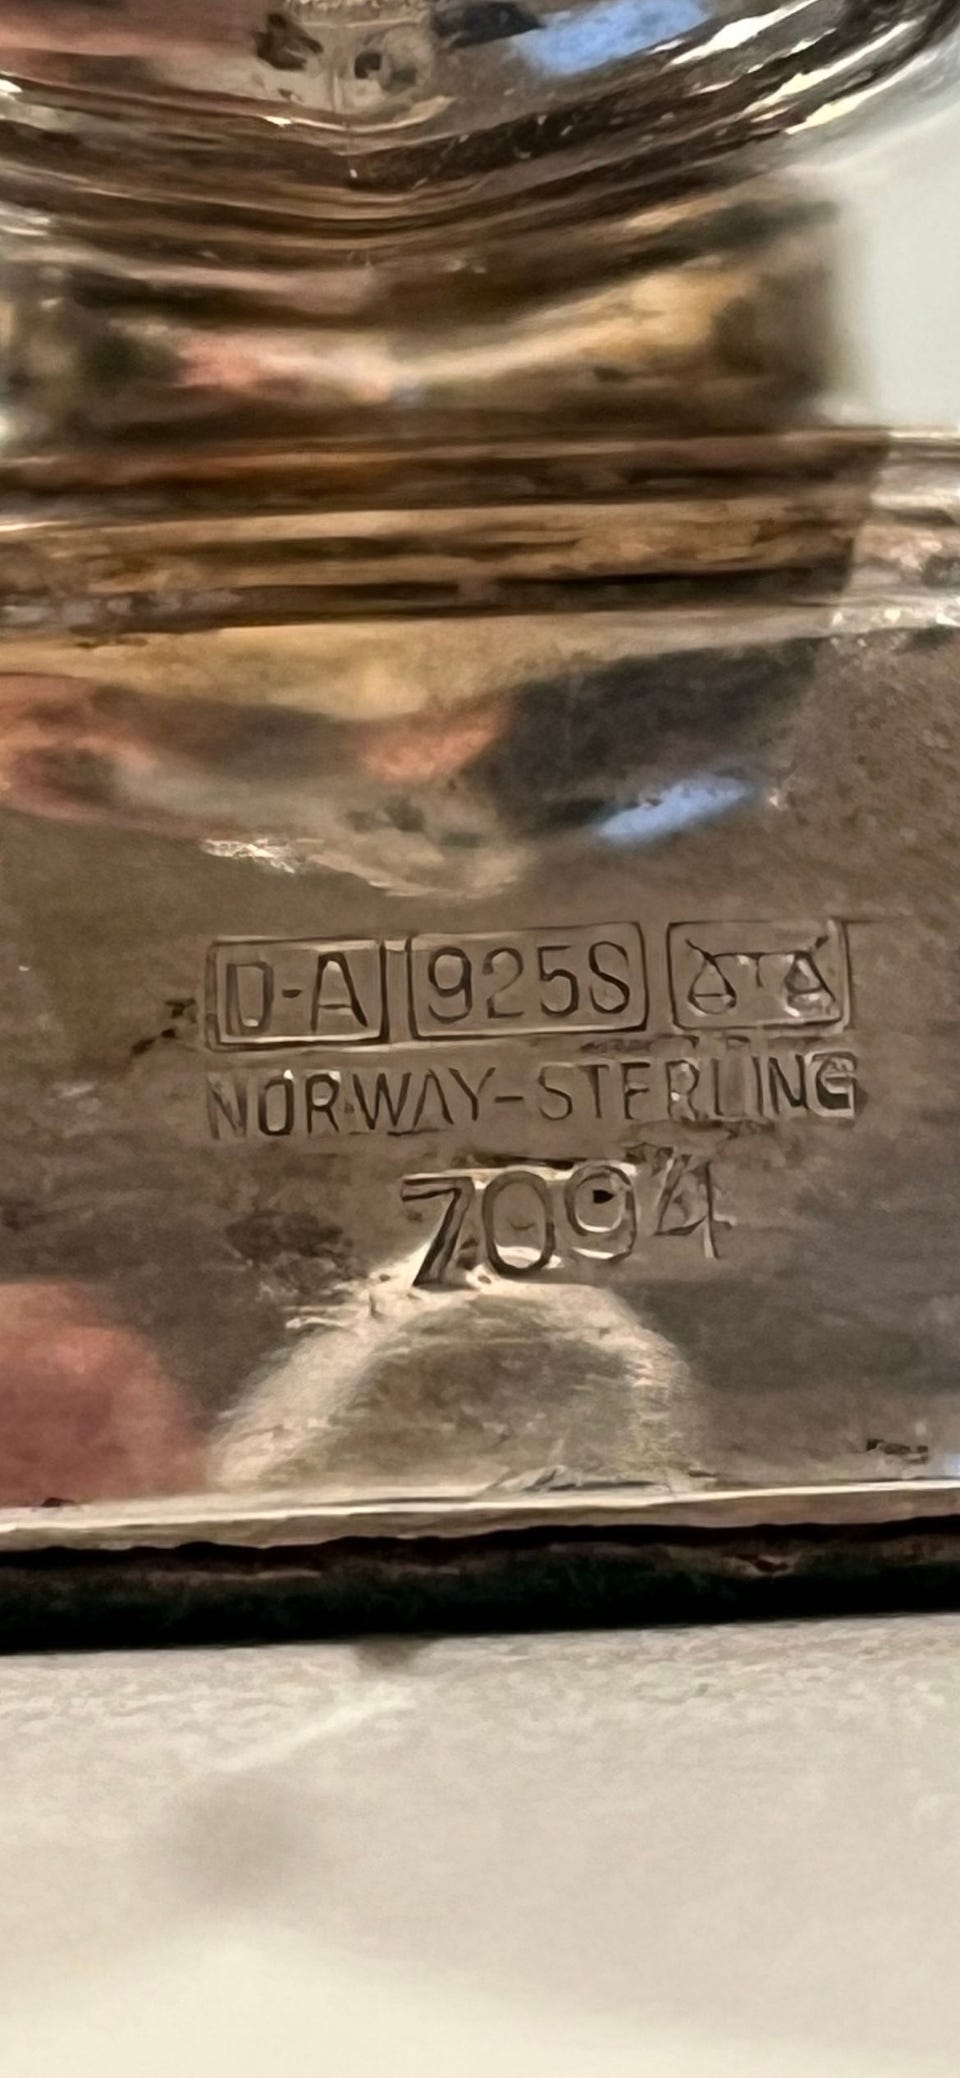 D-A 925S
NORWAY-STERLING
7094